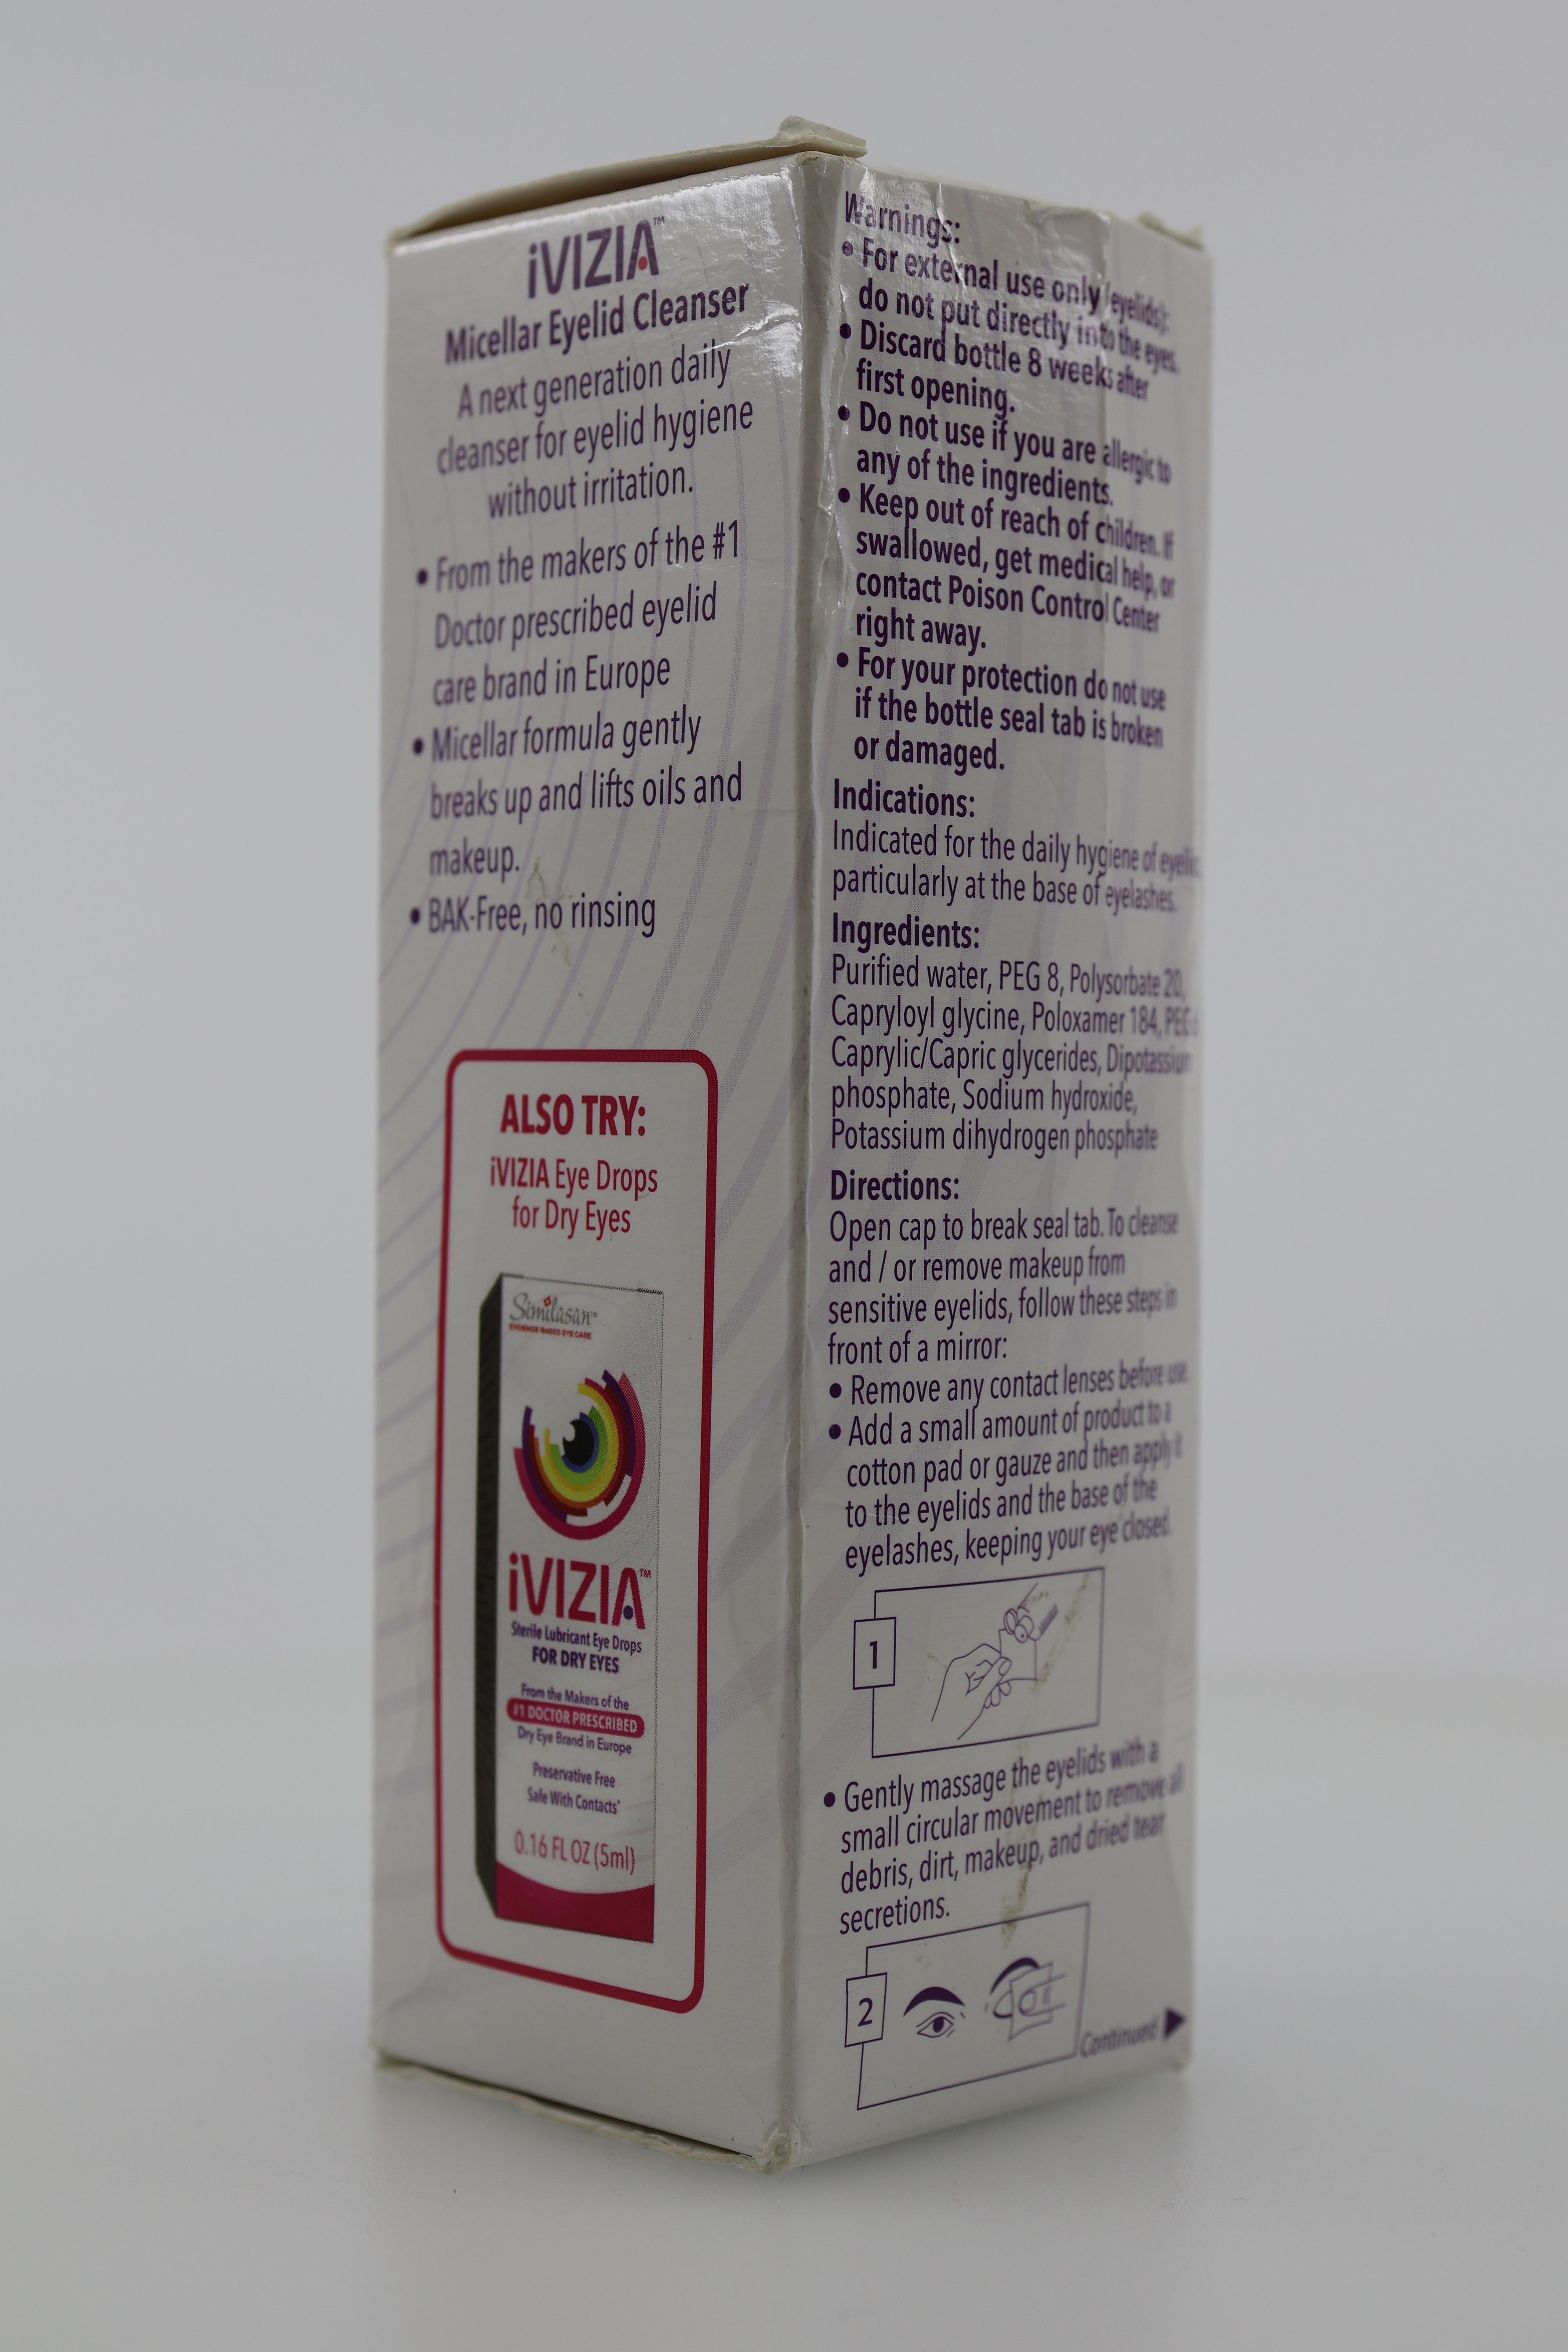 iVIZIA™
Micellar Eyelid Cleanser
A next generation daily
cleanser for eyelid hygiene
without irritation.
• From the makers of the #1
Doctor prescribed eyelid
care brand in Europe
• Micellar formula gently
breaks up and lifts oils and
makeup.
• BAK-Free, no rinsing
ALSO TRY:
iVIZIA Eye Drops
for Dry Eyes
Similasan™
EVIDENCE-BASED EYE CARE
iVIZIA™
Sterile Lubricant Eye Drops
FOR DRY EYES
From the Makers of the
#1 DOCTOR PRESCRIBED
Dry Eye Brand in Europe
Preservative Free
Safe With Contacts*
0.16 FL OZ (5ml)
Warnings:
• For external use only (eyelids):
do not put directly into the eyes.
• Discard bottle 8 weeks after
first opening.
• Do not use if you are allergic to
any of the ingredients.
• Keep out of reach of children. If
swallowed, get medical help, or
contact Poison Control Center
right away.
• For your protection do not use
if the bottle seal tab is broken
or damaged.
Indications:
Indicated for the daily hygiene of
particularly at the base of eyelashes.
Ingredients:
Purified water, PEG 8, Polysorbate 20,
Capryloyl glycine, Poloxamer 184, PEG
Caprylic/Capric glycerides, Dipotassium
phosphate, Sodium hydroxide,
Potassium dihydrogen phosphate
Directions:
Open cap to break seal tab. To cleanse
and / or remove makeup from
sensitive eyelids, follow these steps in
front of a mirror:
• Remove any contact lenses before use.
• Add a small amount of product to a
cotton pad or gauze and then apply it
to the eyelids and the base of the
eyelashes, keeping your eye closed.
1
• Gently massage the eyelids with a
small circular movement to remove all
debris, dirt, makeup, and dried tear
secretions.
2
Continued ▶